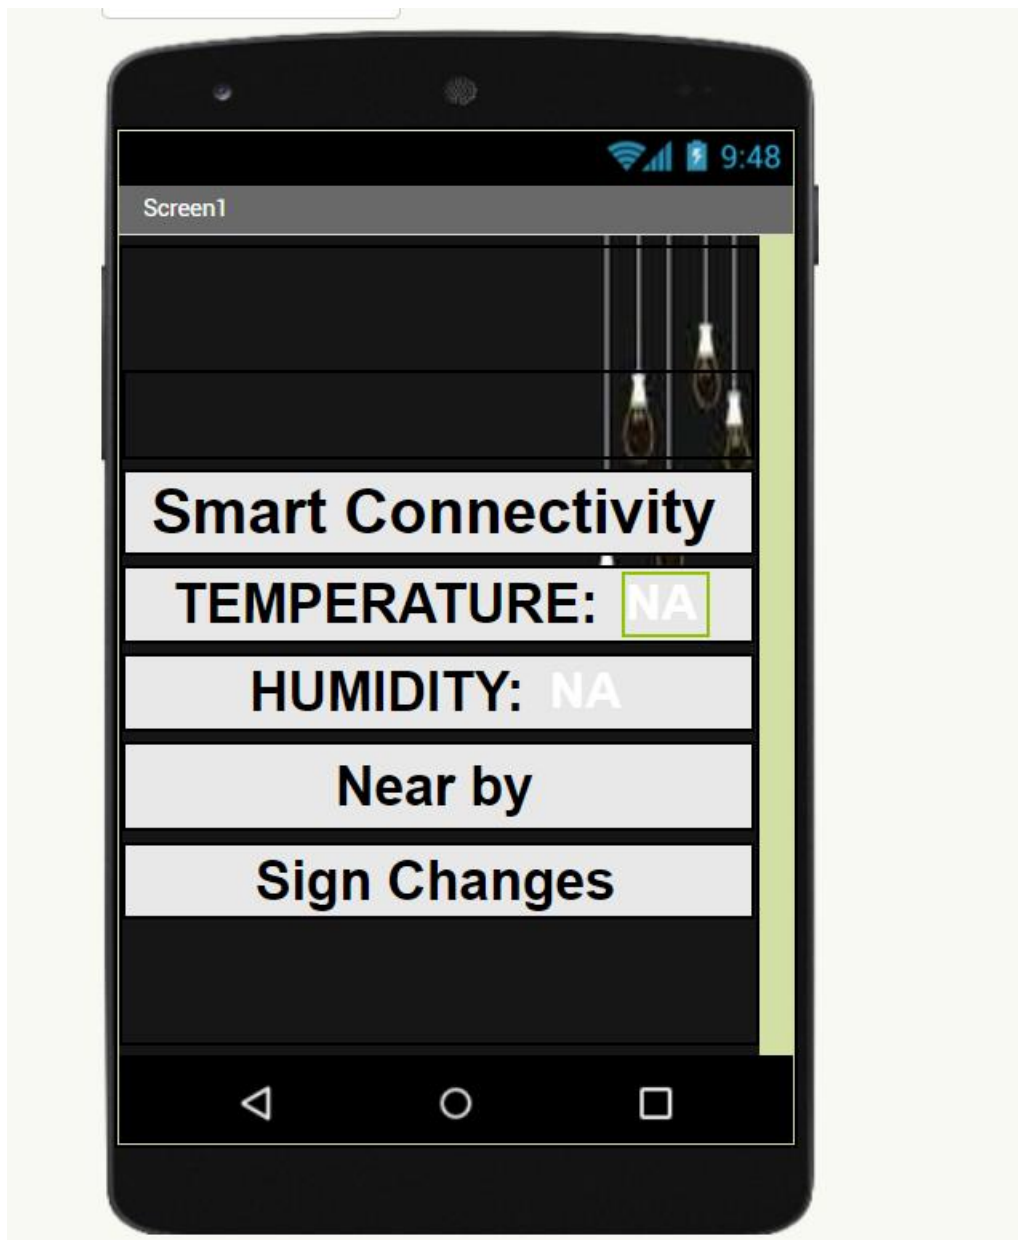 9:48
Screen1
Smart Connectivity
TEMPERATURE: NA
HUMIDITY: NA
Near by
Sign Changes